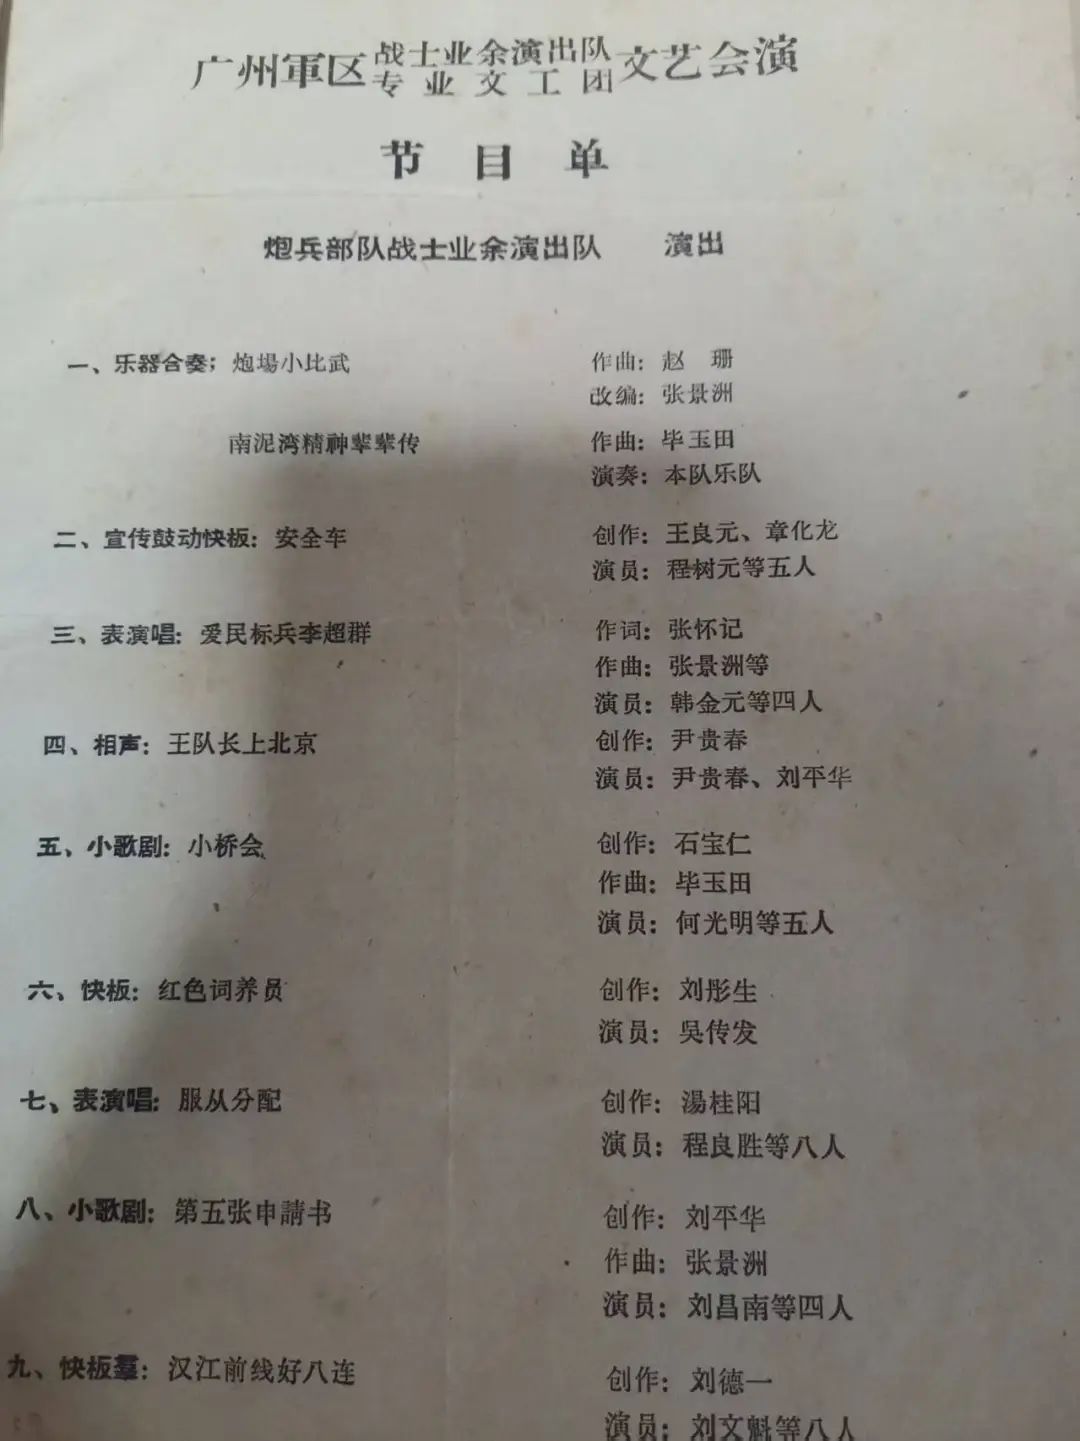 广州軍区 战士业余演出队 文艺会演
专业文工团
节目单
炮兵部队战士业余演出队 演出
一、乐器合奏；炮場小比武 作曲：赵 珊
改编：张景洲
南泥湾精神辈辈传 作曲：毕玉田
演奏：本队乐队
二、宣传鼓动快板：安全车 创作：王良元、章化龙
演员：程树元等五人
三、表演唱：爱民标兵李超群 作词：张怀记
作曲：张景洲等
演员：韩金元等四人
四、相声：王队长上北京 创作：尹贵春
演员：尹贵春、刘平华
五、小歌剧：小桥会 创作：石宝仁
作曲：毕玉田
演员：何光明等五人
六、快板：红色词养员 创作：刘彤生
演员：吳传发
七、表演唱：服从分配 创作：湯桂阳
演员：程良胜等八人
八、小歌剧：第五张申請书 创作：刘平华
作曲：张景洲
演员：刘昌南等四人
九、快板羣：汉江前线好八连 创作：刘德一
演员：刘文魁等八人